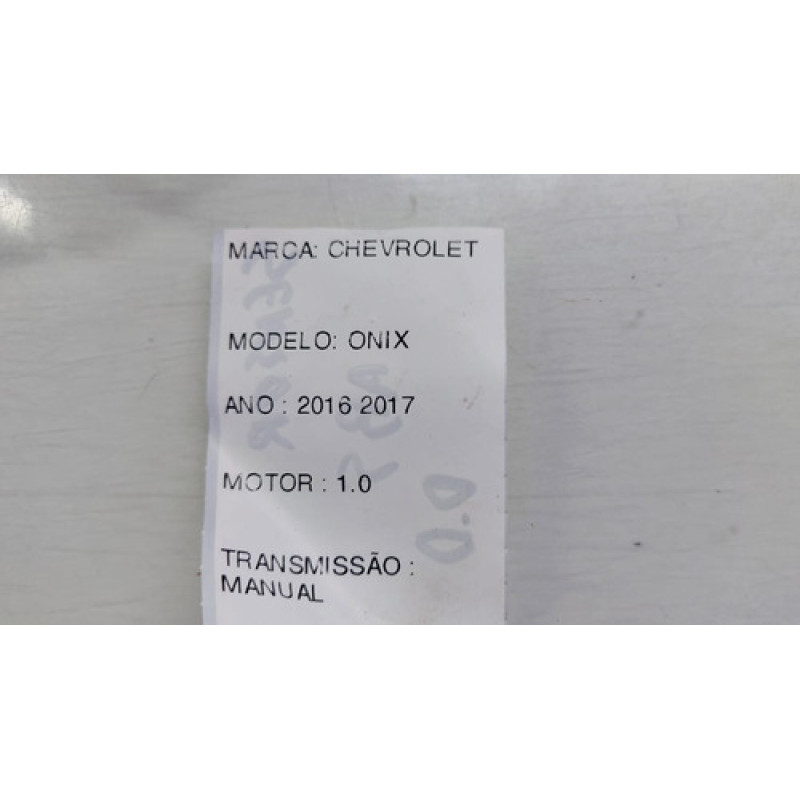 MARCA: CHEVROLET
MODELO: ONIX
ANO : 2016 2017
MOTOR : 1.0
TRANSMISSÃO :
MANUAL